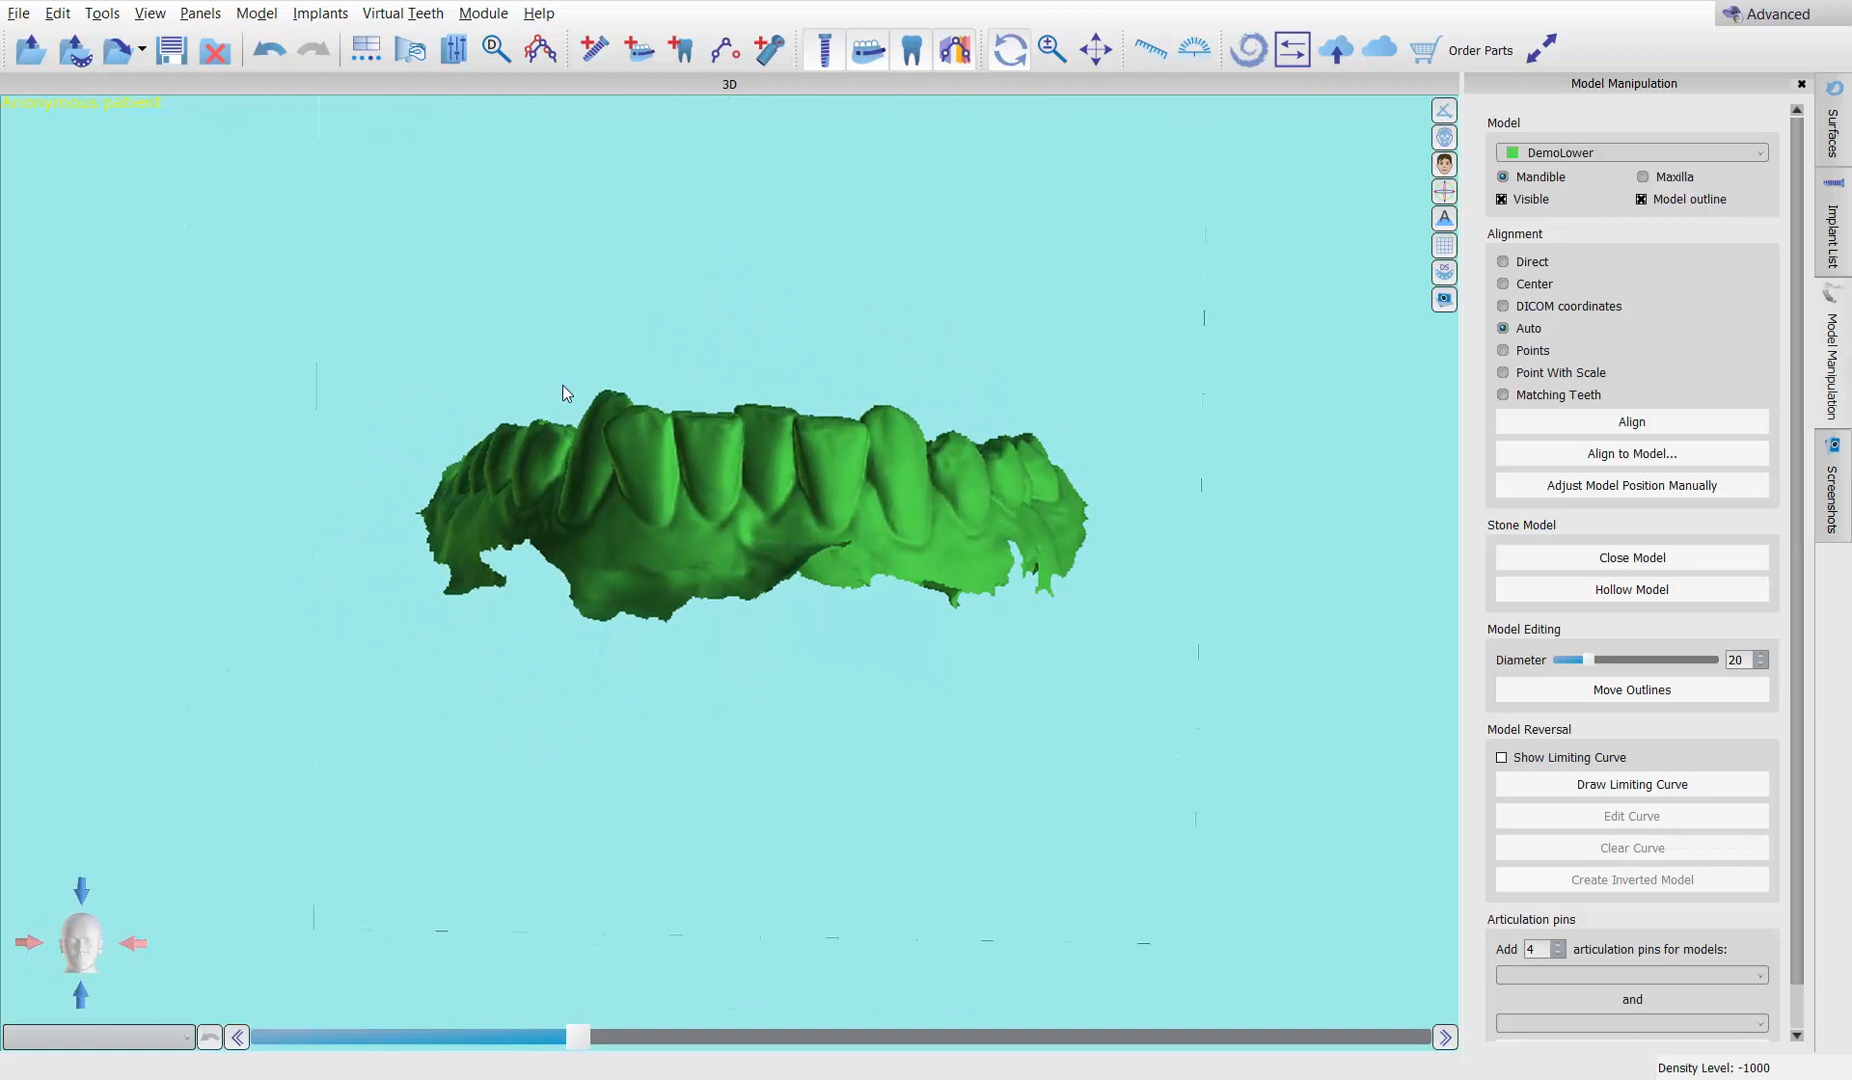 File Edit Tools View Panels Model Implants Virtual Teeth Module Help
Advanced
D
Order Parts
3D
Model Manipulation
Anonymous patient
A
DS
Model
DemoLower
Mandible Maxilla
Visible Model outline
Alignment
Direct
Center
DICOM coordinates
Auto
Points
Point With Scale
Matching Teeth
Align
Align to Model...
Adjust Model Position Manually
Stone Model
Close Model
Hollow Model
Model Editing
Diameter 20
Move Outlines
Model Reversal
Show Limiting Curve
Draw Limiting Curve
Edit Curve
Clear Curve
Create Inverted Model
Articulation pins
Add 4 articulation pins for models:
and
Surfaces
Implant List
Model Manipulation
Screenshots
Density Level: -1000